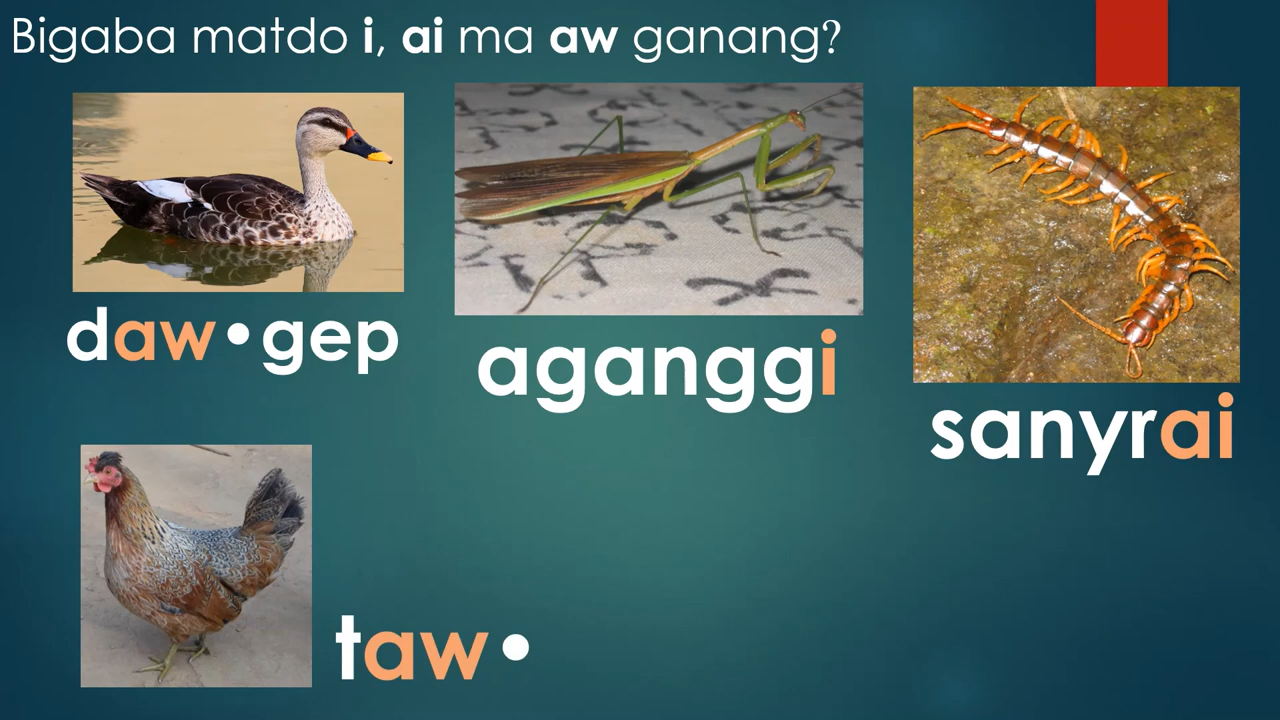 Bigaba matdo i, ai ma aw ganang?
daw•gep
aganggi
sanyrai
taw•